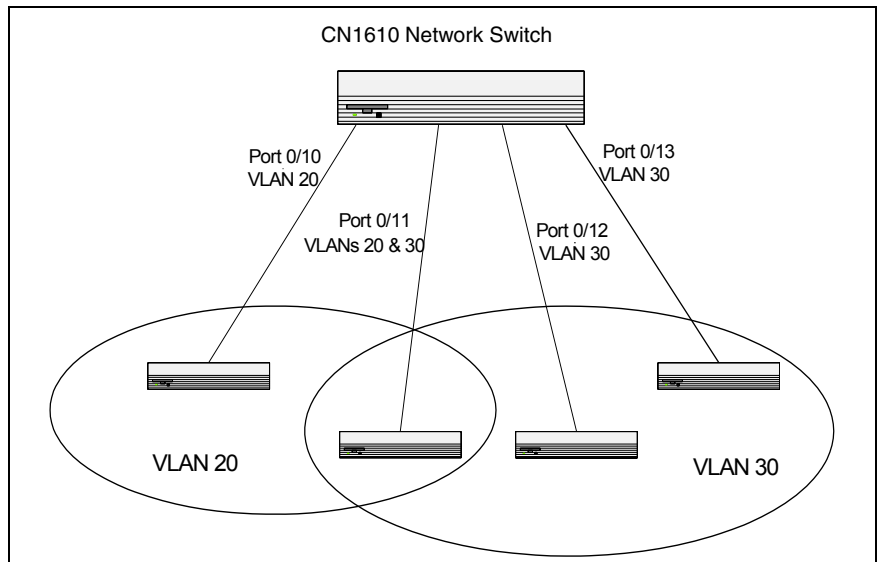 CN1610 Network Switch
Port 0/10
VLAN 20
Port 0/11
VLANs 20 & 30
Port 0/12
VLAN 30
Port 0/13
VLAN 30
VLAN 20
VLAN 30